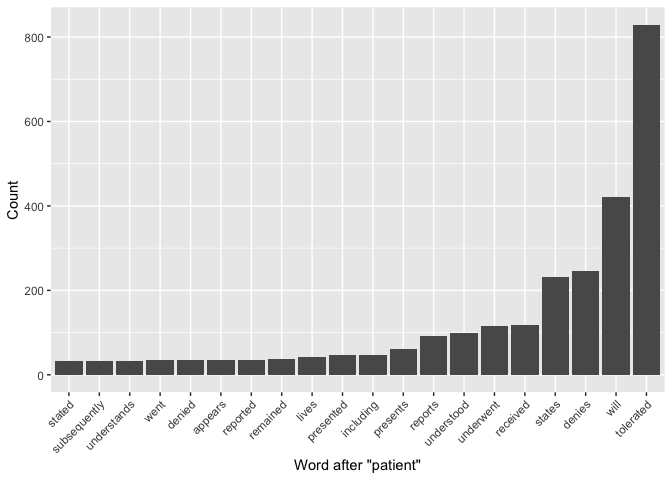 800
600
400
200
0
Count
stated
subsequently
understands
went
denied
appears
reported
remained
lives
presented
including
presents
reports
understood
underwent
received
states
denies
will
tolerated
Word after "patient"